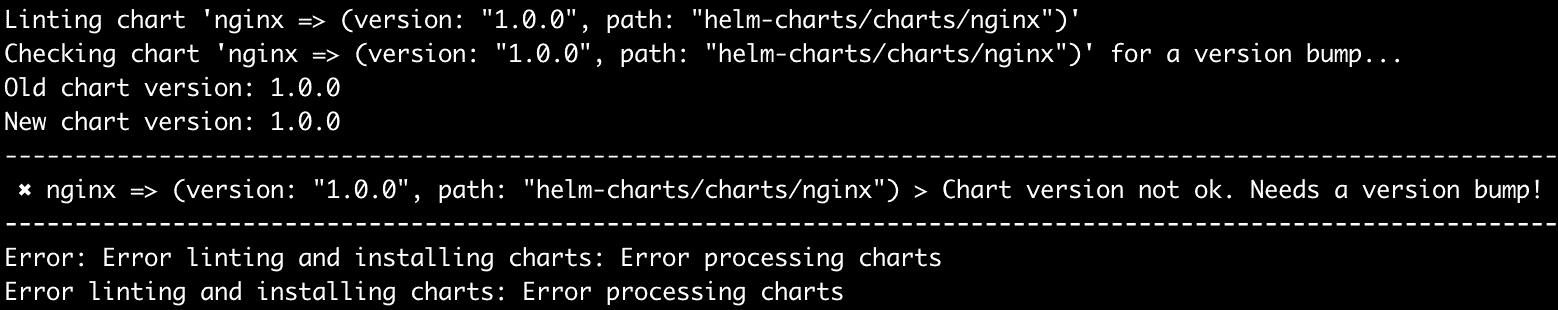 Linting chart 'nginx => (version: "1.0.0", path: "helm-charts/charts/nginx")'
Checking chart 'nginx => (version: "1.0.0", path: "helm-charts/charts/nginx")' for a version bump...
Old chart version: 1.0.0
New chart version: 1.0.0
---------------------------------------------------------------------------------------------------------------
✖ nginx => (version: "1.0.0", path: "helm-charts/charts/nginx") > Chart version not ok. Needs a version bump!
---------------------------------------------------------------------------------------------------------------
Error: Error linting and installing charts: Error processing charts
Error linting and installing charts: Error processing charts